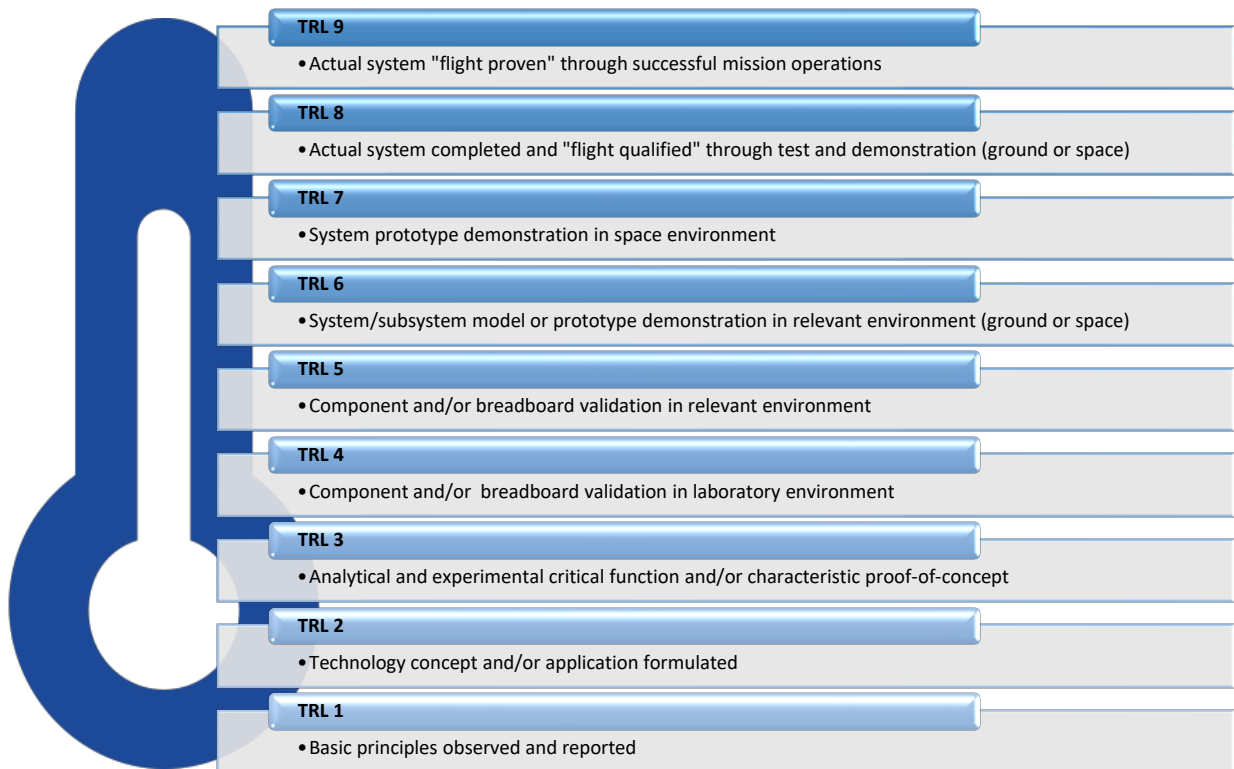 TRL 9
•Actual system "flight proven" through successful mission operations
TRL 8
•Actual system completed and "flight qualified" through test and demonstration (ground or space)
TRL 7
•System prototype demonstration in space environment
TRL 6
•System/subsystem model or prototype demonstration in relevant environment (ground or space)
TRL 5
•Component and/or breadboard validation in relevant environment
TRL 4
•Component and/or  breadboard validation in laboratory environment
TRL 3
•Analytical and experimental critical function and/or characteristic proof-of-concept
TRL 2
•Technology concept and/or application formulated
TRL 1
•Basic principles observed and reported